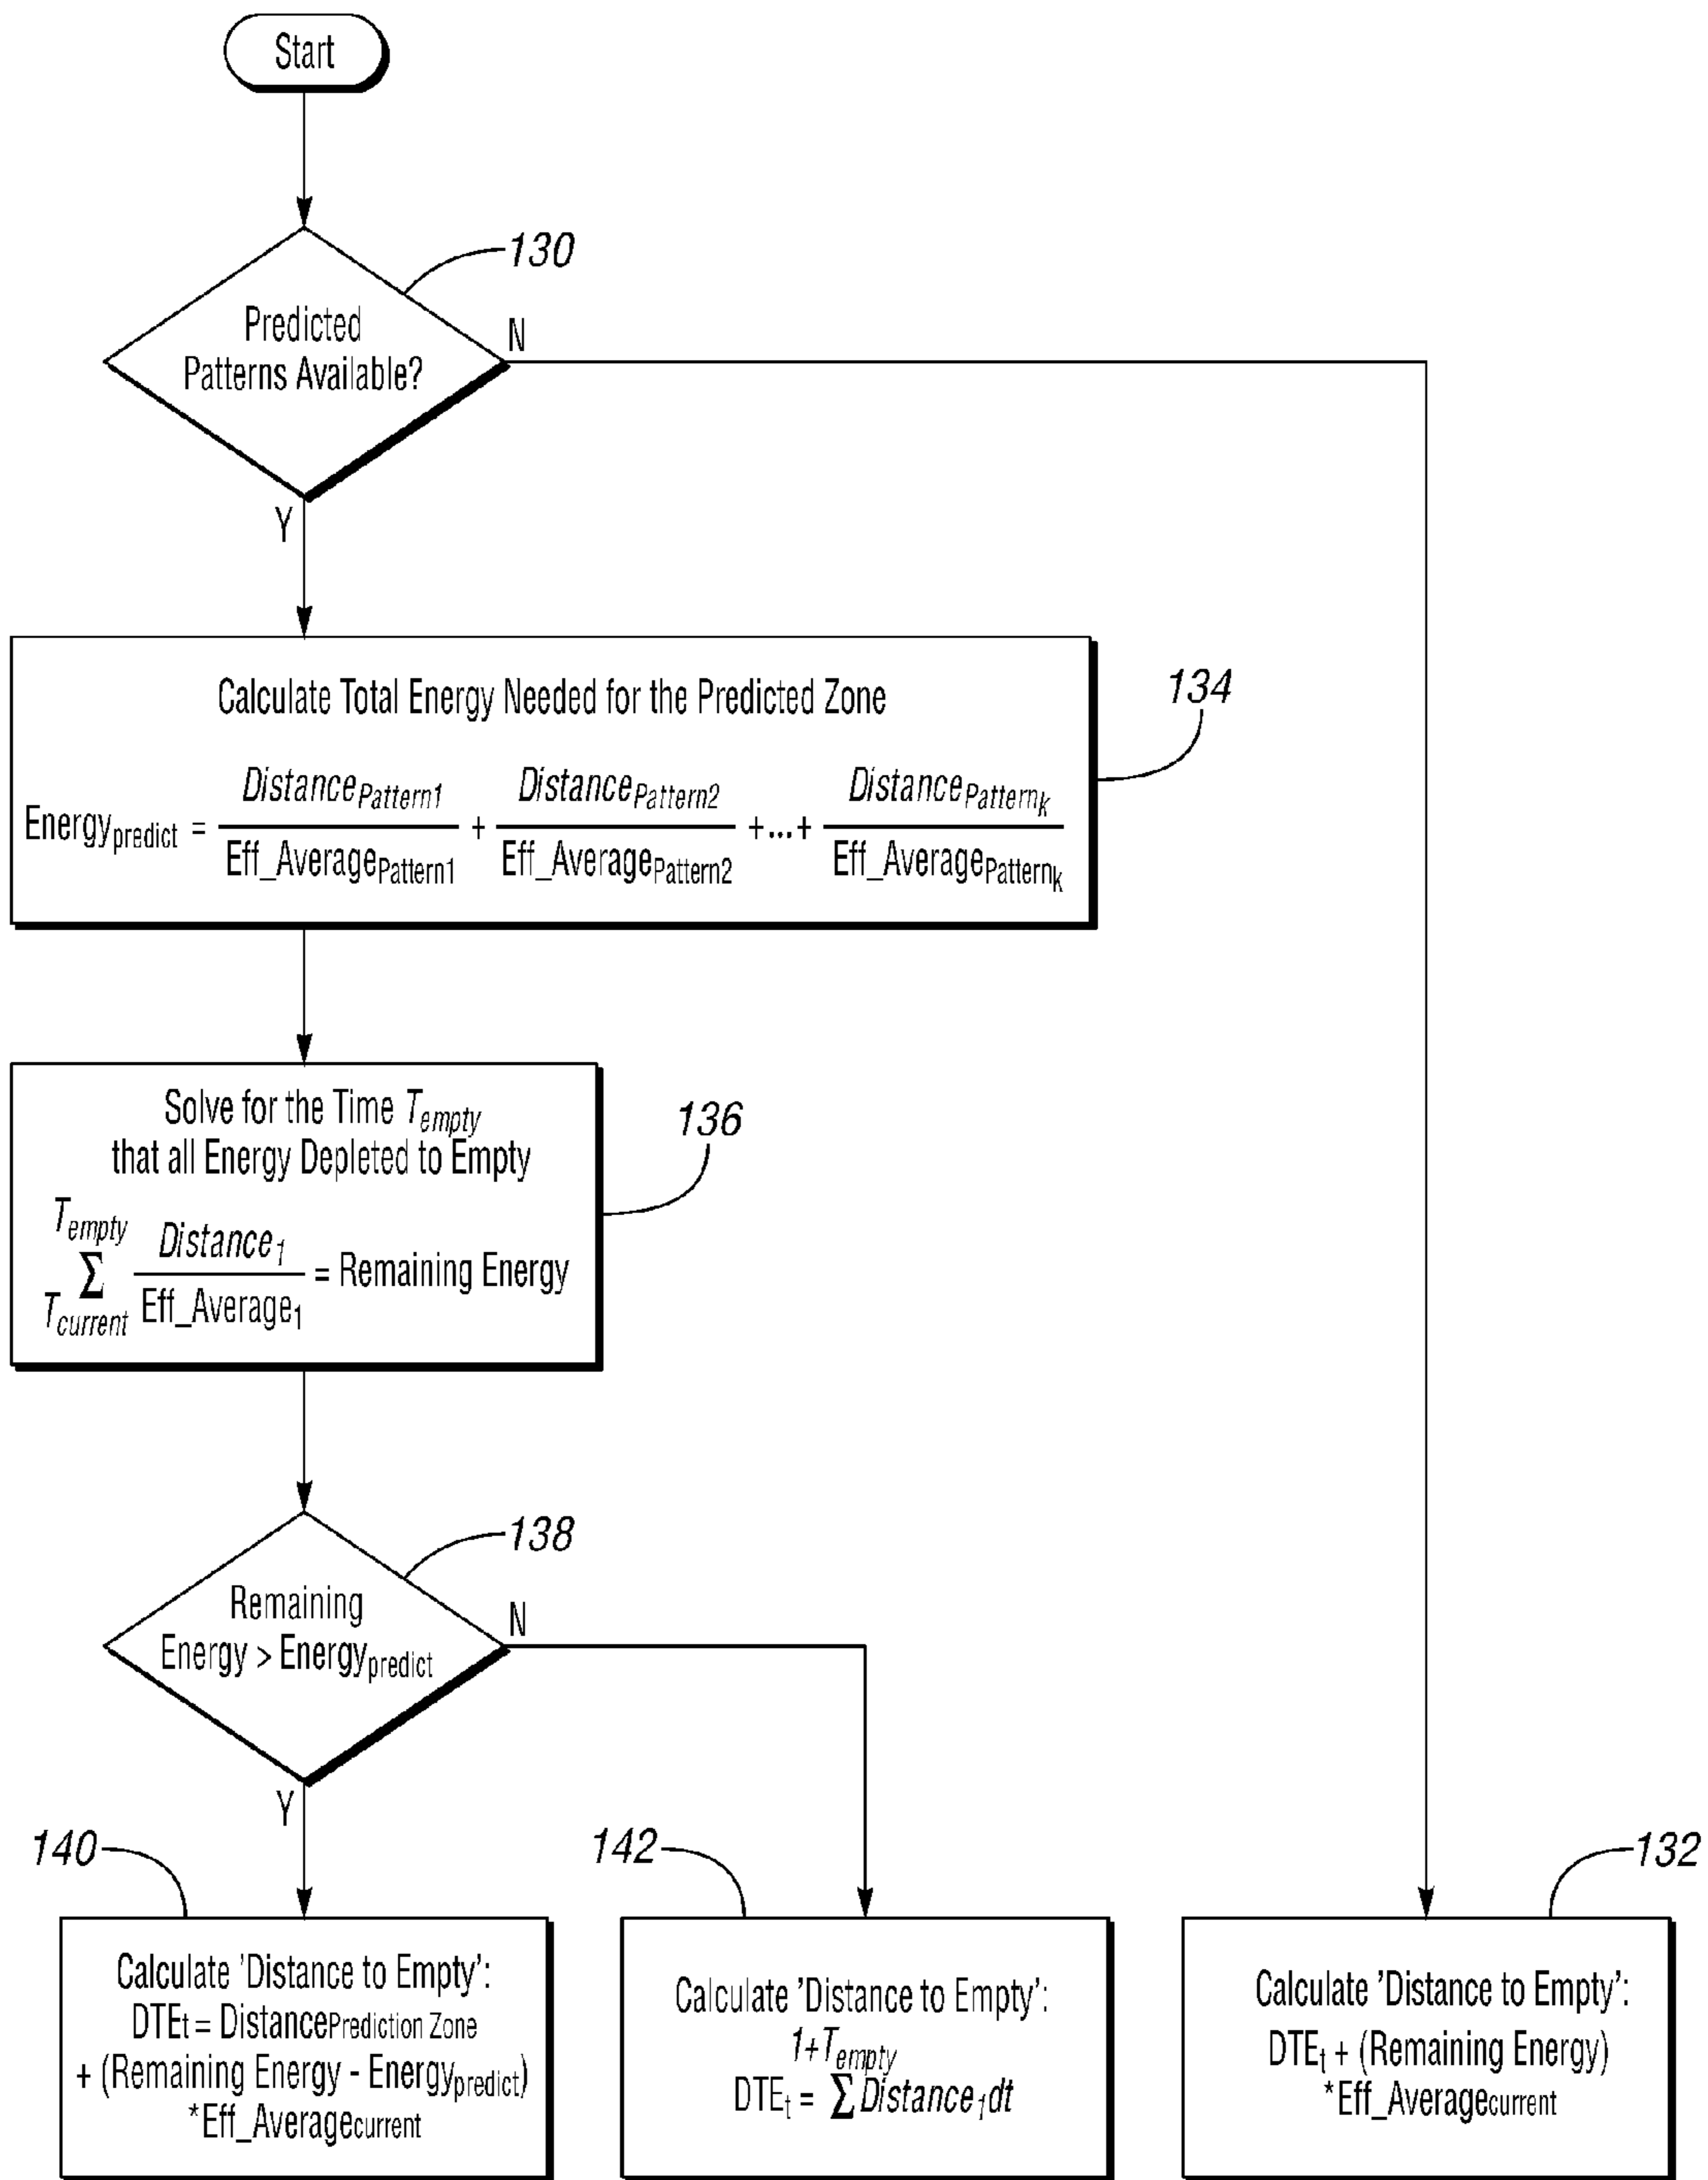 Start
130
Predicted
Patterns Available?
N
Y
134
Calculate Total Energy Needed for the Predicted Zone
Energy_predict = Distance_Pattern1 / Eff_Average_Pattern1 + Distance_Pattern2 / Eff_Average_Pattern2 +...+ Distance_Pattern_k / Eff_Average_Pattern_k
136
Solve for the Time T_empty
that all Energy Depleted to Empty
T_empty
Σ Distance_1 / Eff_Average_1 = Remaining Energy
T_current
138
Remaining
Energy > Energy_predict
N
Y
140
Calculate 'Distance to Empty':
DTEt = DistancePrediction Zone
+ (Remaining Energy - Energy_predict)
*Eff_Averagecurrent
142
Calculate 'Distance to Empty':
1+T_empty
DTE_t = Σ Distance_1 dt
132
Calculate 'Distance to Empty':
DTE_t + (Remaining Energy)
*Eff_Averagecurrent